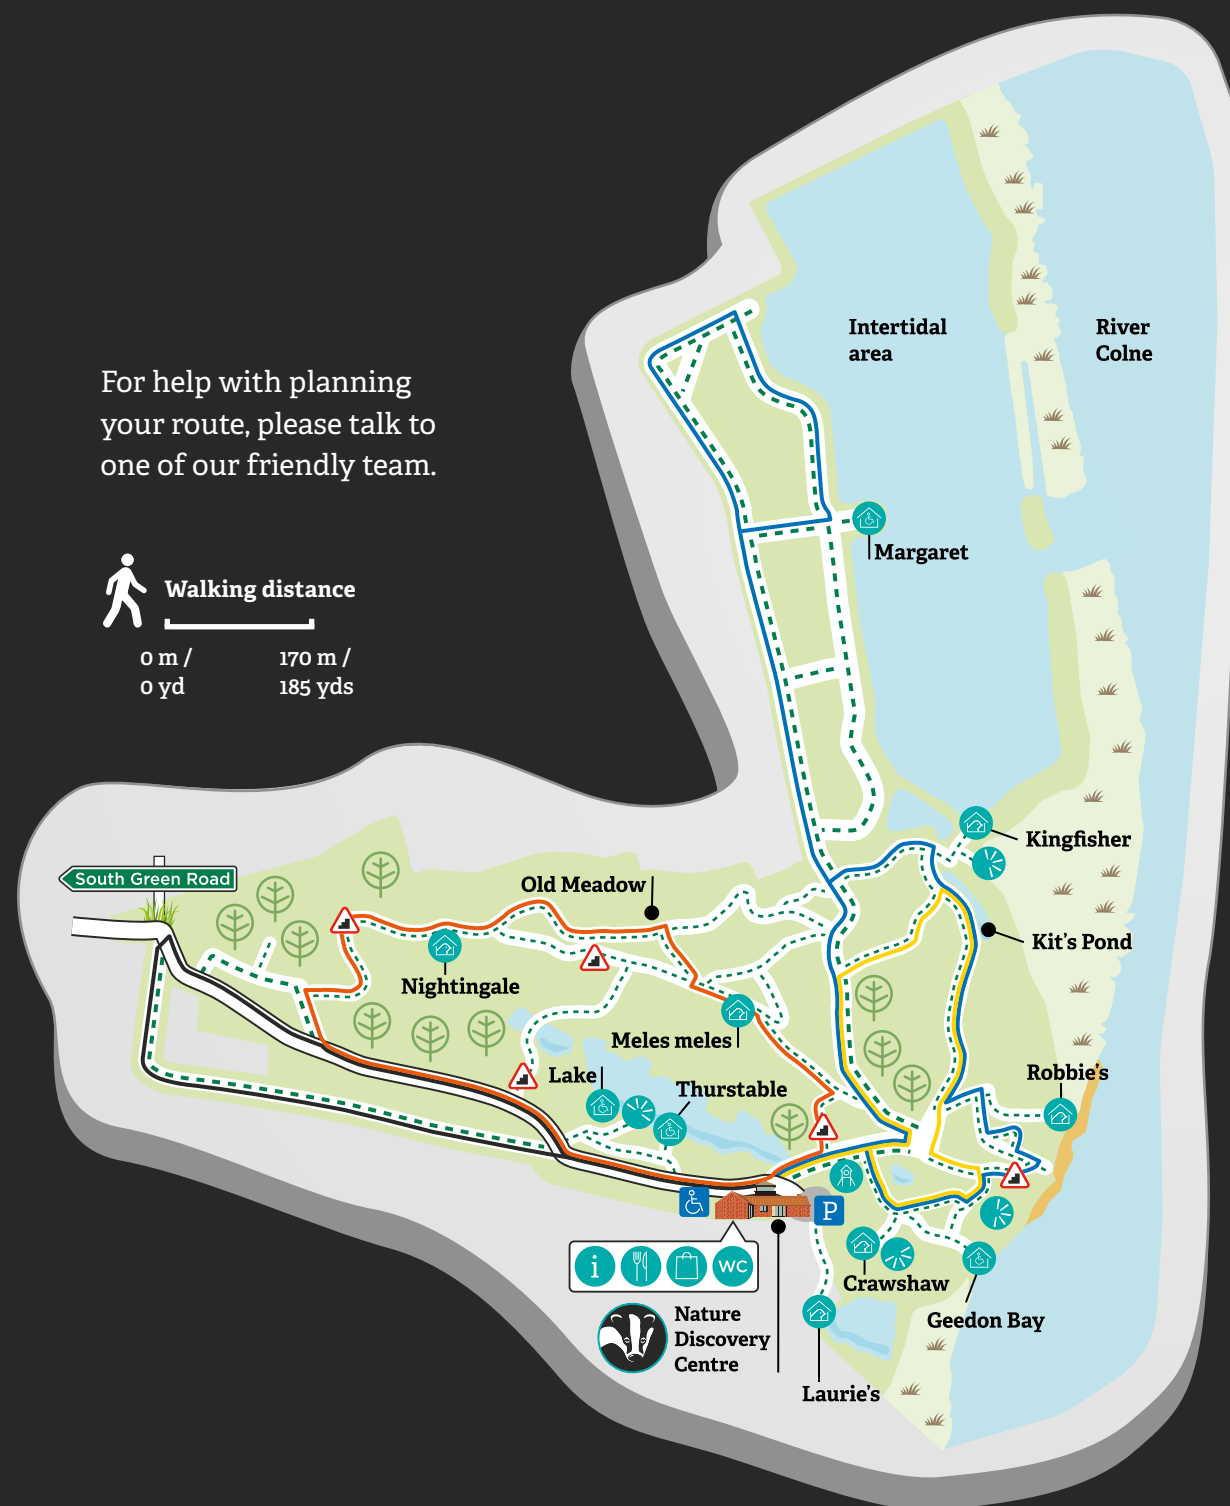 Intertidal
area
River
Colne
For help with planning
your route, please talk to
one of our friendly team.
Margaret
Walking distance
0 m /
0 yd
170 m /
185 yds
Kingfisher
South Green Road
Old Meadow
Kit's Pond
Nightingale
Meles meles
Robbie's
Lake
Thurstable
P
i
WC
Crawshaw
Geedon Bay
Nature
Discovery
Centre
Laurie's